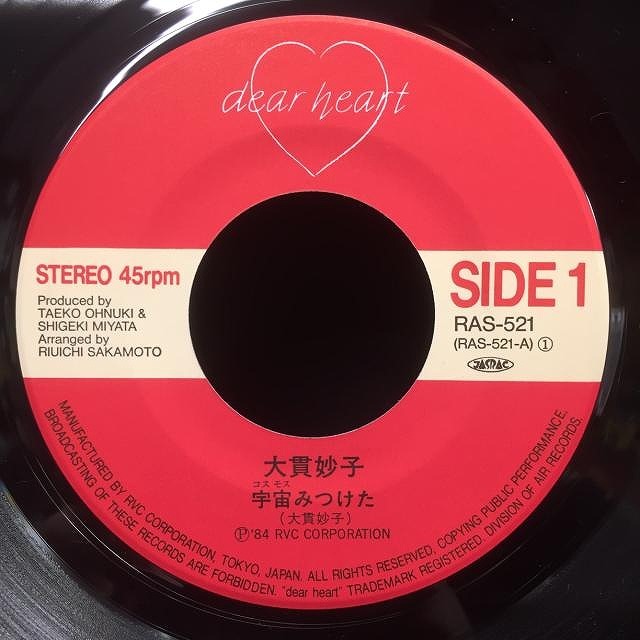 dear heart
STEREO 45rpm
Produced by
TAEKO OHNUKI &
SHIGEKI MIYATA
Arranged by
RIUICHI SAKAMOTO
SIDE 1
RAS-521
(RAS-521-A) ①
JASRAC
大貫妙子
コスモス
宇宙みつけた
(大貫妙子)
Ⓟ'84 RVC CORPORATION
MANUFACTURED BY RVC CORPORATION, TOKYO, JAPAN. ALL RIGHTS RESERVED, COPYING PUBLIC PERFORMANCE.
BROADCASTING OF THESE RECORDS ARE FORBIDDEN. "dear heart" TRADEMARK REGISTERED. DIVISION OF AIR RECORDS.